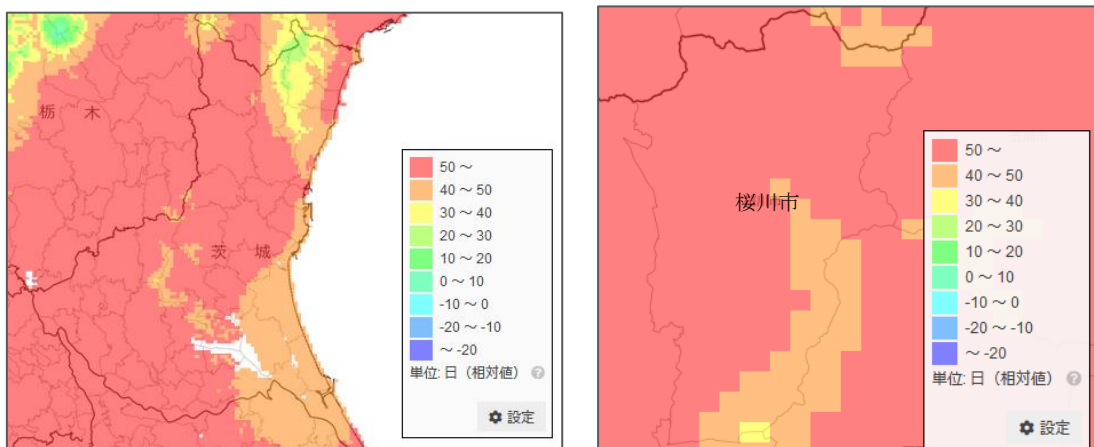 栃 木
茨 城
50 ～
40 ～ 50
30 ～ 40
20 ～ 30
10 ～ 20
0 ～ 10
-10 ～ 0
-20 ～ -10
～ -20
単位: 日（相対値）
設定
桜川市
50 ～
40 ～ 50
30 ～ 40
20 ～ 30
10 ～ 20
0 ～ 10
-10 ～ 0
-20 ～ -10
～ -20
単位: 日（相対値）
設定